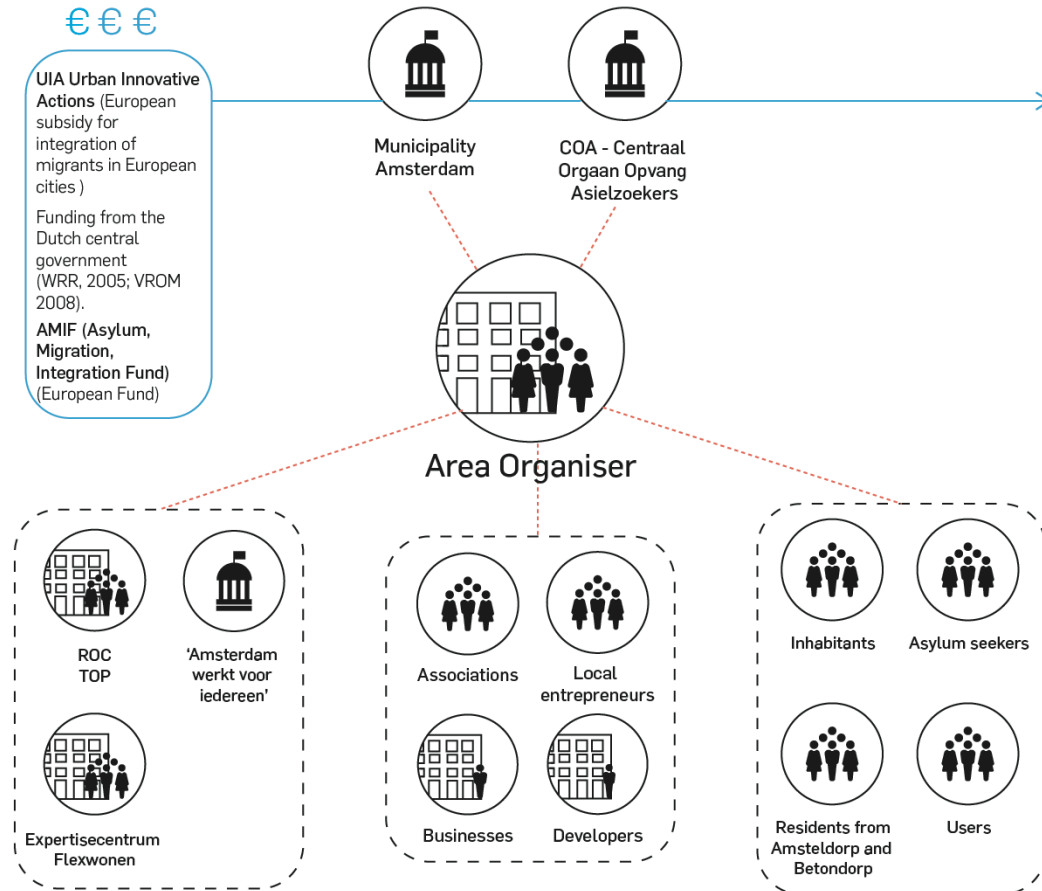 € € €
UIA Urban Innovative
Actions (European
subsidy for
integration of
migrants in European
cities )
Funding from the
Dutch central
government
(WRR, 2005; VROM
2008).
AMIF (Asylum,
Migration,
Integration Fund)
(European Fund)
Municipality
Amsterdam
COA - Centraal
Orgaan Opvang
Asielzoekers
Area Organiser
ROC
TOP
'Amsterdam
werkt voor
iedereen'
Expertisecentrum
Flexwonen
Associations
Local
entrepreneurs
Businesses
Developers
Inhabitants
Asylum seekers
Residents from
Amsteldorp and
Betondorp
Users